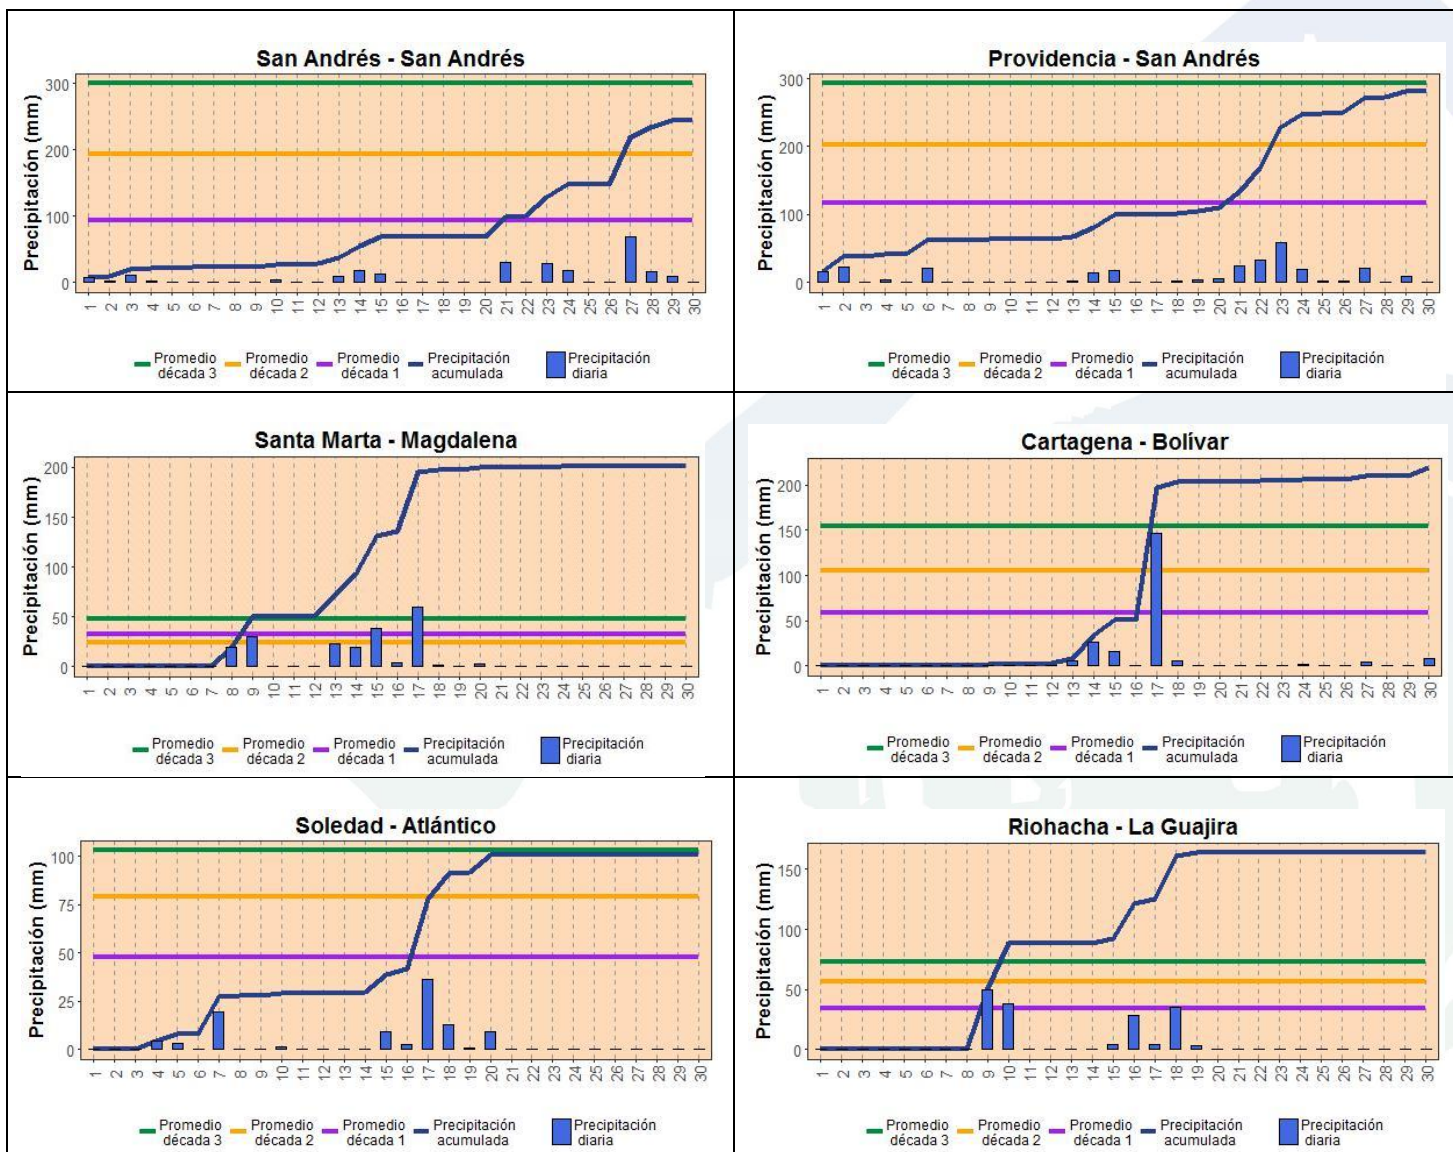 San Andrés - San Andrés
Precipitación (mm)
300
200
100
0
1 2 3 4 5 6 7 8 9 10 11 12 13 14 15 16 17 18 19 20 21 22 23 24 25 26 27 28 29 30
Promedio década 3
Promedio década 2
Promedio década 1
Precipitación acumulada
Precipitación diaria
Providencia - San Andrés
Precipitación (mm)
300
200
100
0
1 2 3 4 5 6 7 8 9 10 11 12 13 14 15 16 17 18 19 20 21 22 23 24 25 26 27 28 29 30
Promedio década 3
Promedio década 2
Promedio década 1
Precipitación acumulada
Precipitación diaria
Santa Marta - Magdalena
Precipitación (mm)
200
150
100
50
0
1 2 3 4 5 6 7 8 9 10 11 12 13 14 15 16 17 18 19 20 21 22 23 24 25 26 27 28 29 30
Promedio década 3
Promedio década 2
Promedio década 1
Precipitación acumulada
Precipitación diaria
Cartagena - Bolívar
Precipitación (mm)
200
150
100
50
0
1 2 3 4 5 6 7 8 9 10 11 12 13 14 15 16 17 18 19 20 21 22 23 24 25 26 27 28 29 30
Promedio década 3
Promedio década 2
Promedio década 1
Precipitación acumulada
Precipitación diaria
Soledad - Atlántico
Precipitación (mm)
100
75
50
25
0
1 2 3 4 5 6 7 8 9 10 11 12 13 14 15 16 17 18 19 20 21 22 23 24 25 26 27 28 29 30
Promedio década 3
Promedio década 2
Promedio década 1
Precipitación acumulada
Precipitación diaria
Riohacha - La Guajira
Precipitación (mm)
150
100
50
0
1 2 3 4 5 6 7 8 9 10 11 12 13 14 15 16 17 18 19 20 21 22 23 24 25 26 27 28 29 30
Promedio década 3
Promedio década 2
Promedio década 1
Precipitación acumulada
Precipitación diaria